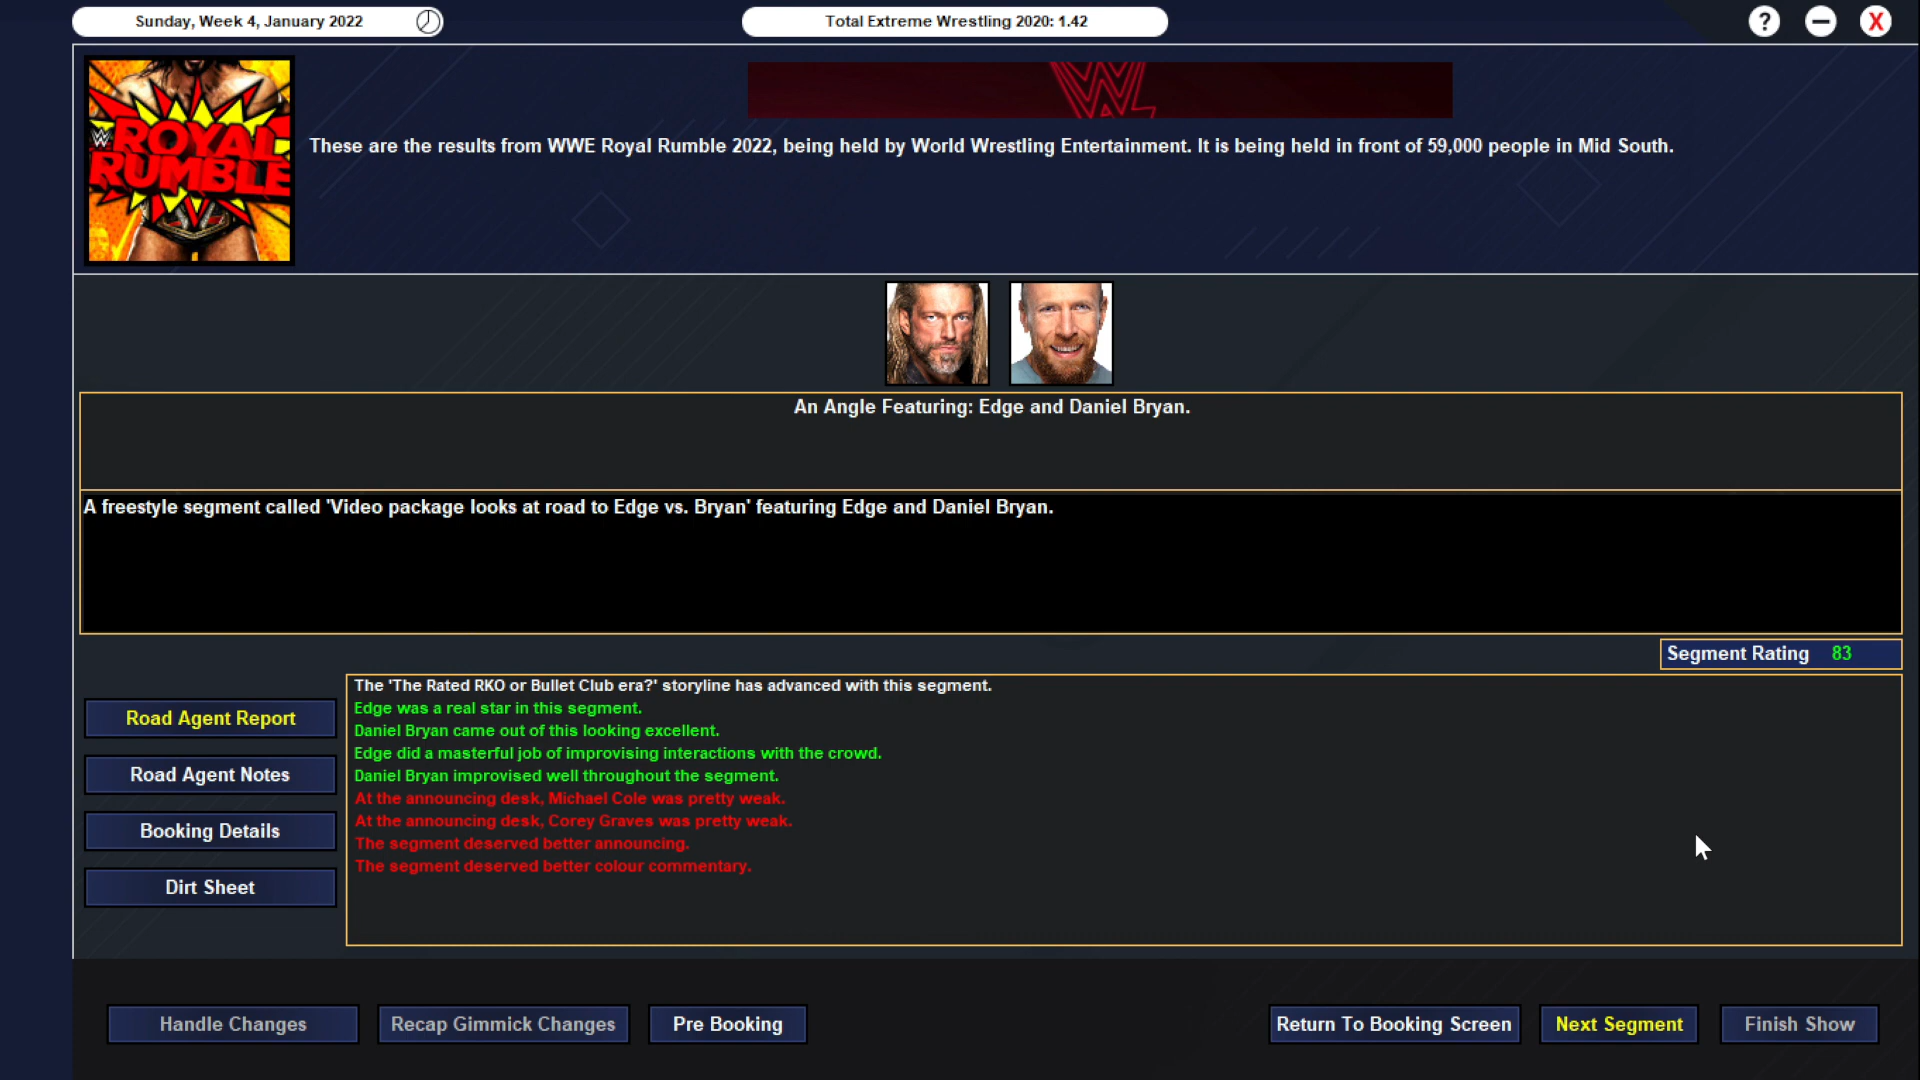 Sunday, Week 4, January 2022
Total Extreme Wrestling 2020: 1.42
?
X
W
ROYAL
RUMBLE
These are the results from WWE Royal Rumble 2022, being held by World Wrestling Entertainment. It is being held in front of 59,000 people in Mid South.
An Angle Featuring: Edge and Daniel Bryan.
A freestyle segment called 'Video package looks at road to Edge vs. Bryan' featuring Edge and Daniel Bryan.
Segment Rating 83
The 'The Rated RKO or Bullet Club era?' storyline has advanced with this segment.
Edge was a real star in this segment.
Daniel Bryan came out of this looking excellent.
Edge did a masterful job of improvising interactions with the crowd.
Daniel Bryan improvised well throughout the segment.
At the announcing desk, Michael Cole was pretty weak.
At the announcing desk, Corey Graves was pretty weak.
The segment deserved better announcing.
The segment deserved better colour commentary.
Road Agent Report
Road Agent Notes
Booking Details
Dirt Sheet
Handle Changes
Recap Gimmick Changes
Pre Booking
Return To Booking Screen
Next Segment
Finish Show